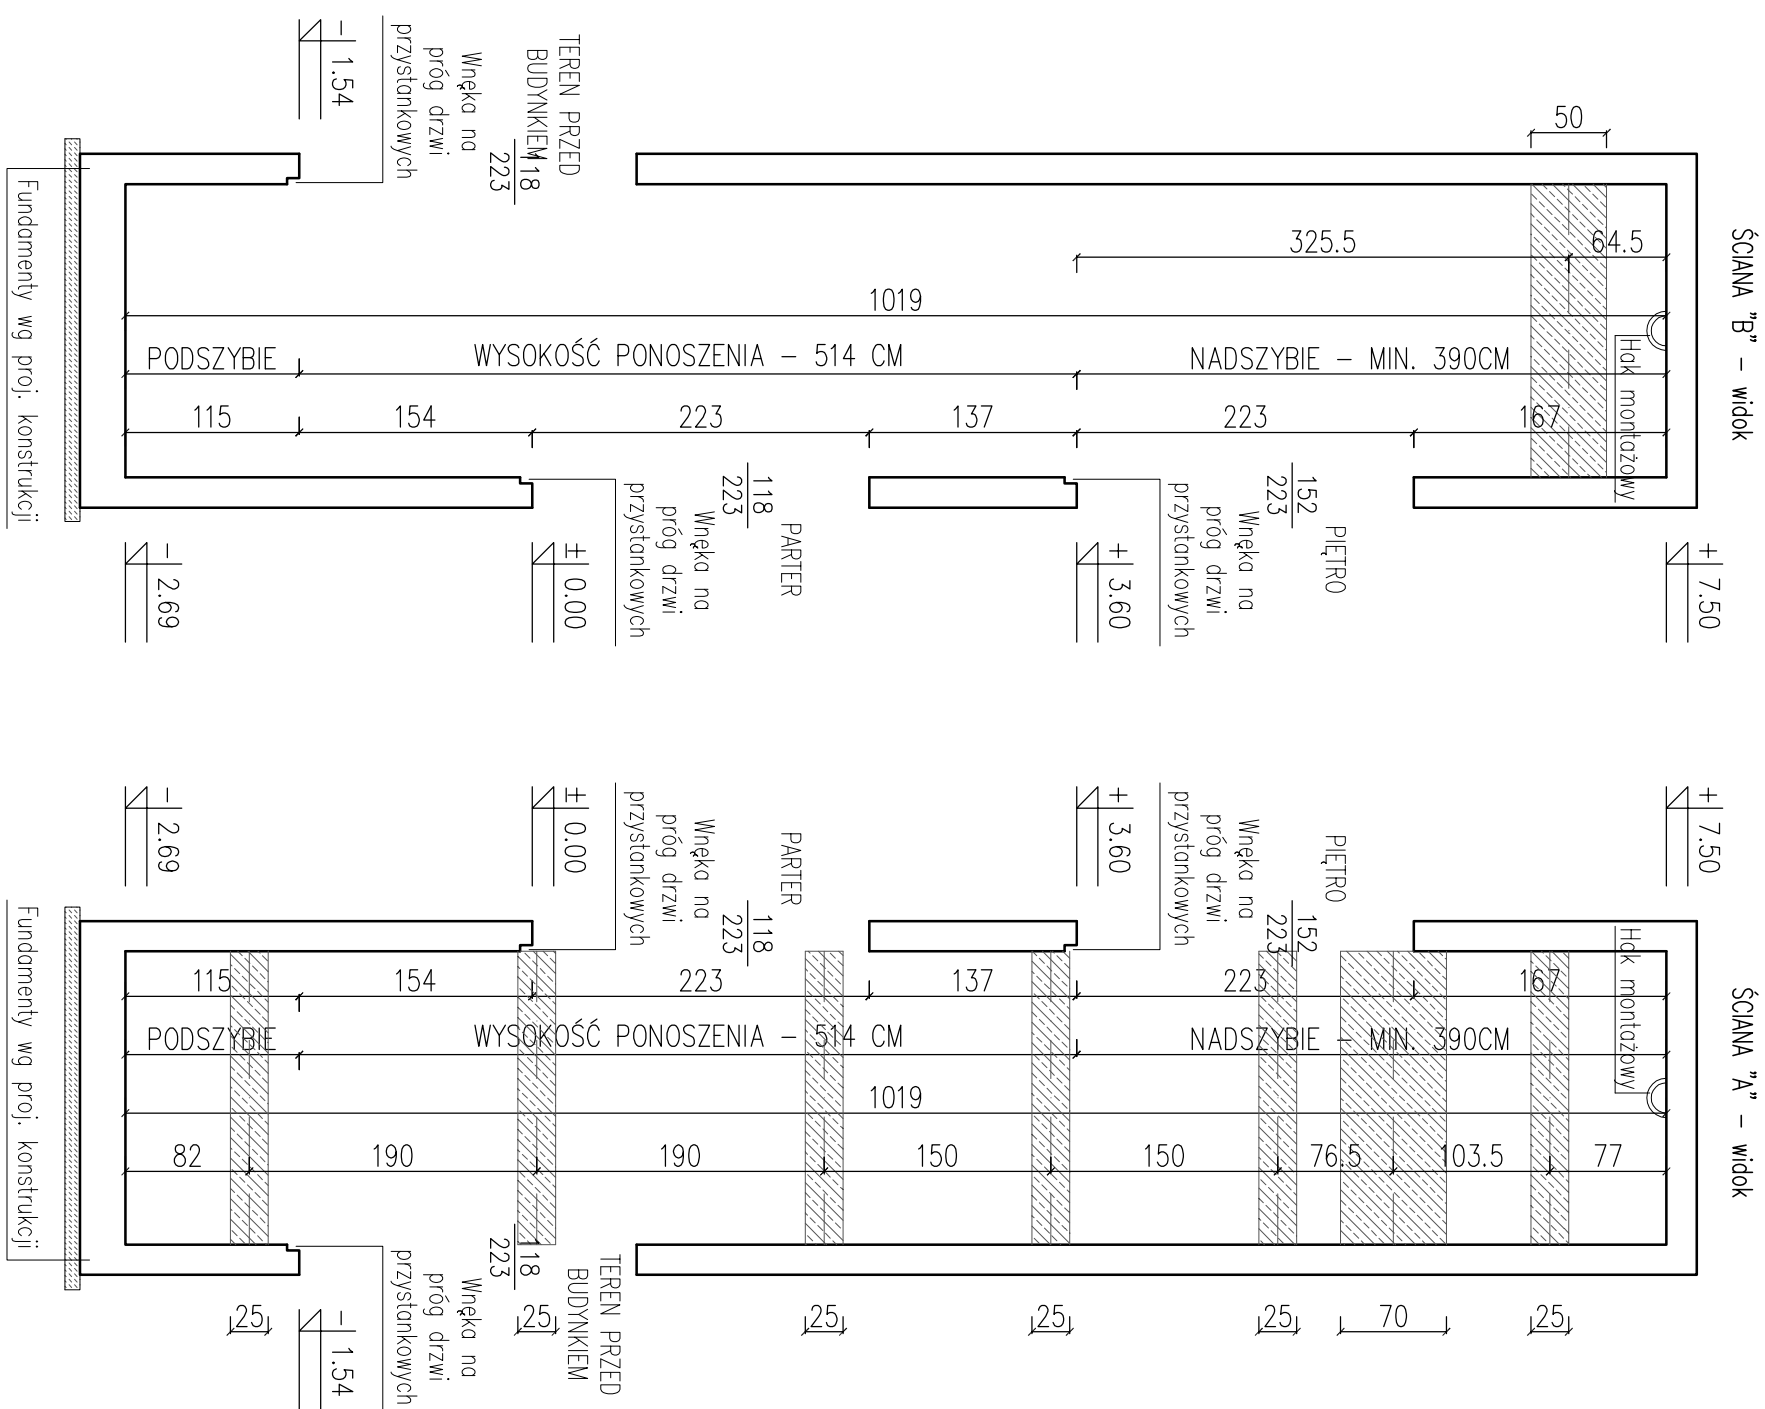 ŚCIANA "B" – widok
50
325.5
64.5
1019
PODSZYBIE
WYSOKOŚĆ PONOSZENIA – 514 CM
NADSZYBIE – MIN. 390CM
115
154
223
137
223
167
Hak montażowy
TEREN PRZED
BUDYNKIEM
118
223
Wnęka na
próg drzwi
przystankowych
– 1.54
Fundamenty wg proj. konstrukcji
PARTER
118
223
Wnęka na
próg drzwi
przystankowych
PIĘTRO
152
223
Wnęka na
próg drzwi
przystankowych
– 2.69
± 0.00
+ 3.60
+ 7.50
ŚCIANA "A" – widok
– 2.69
± 0.00
+ 3.60
+ 7.50
PARTER
118
223
Wnęka na
próg drzwi
przystankowych
PIĘTRO
152
223
Wnęka na
próg drzwi
przystankowych
Hak montażowy
115
154
223
137
223
167
PODSZYBIE
WYSOKOŚĆ PONOSZENIA – 514 CM
NADSZYBIE – MIN. 390CM
1019
82
190
190
150
150
76.5
103.5
77
TEREN PRZED
BUDYNKIEM
118
223
Wnęka na
próg drzwi
przystankowych
– 1.54
Fundamenty wg proj. konstrukcji
25
25
25
25
25
70
25